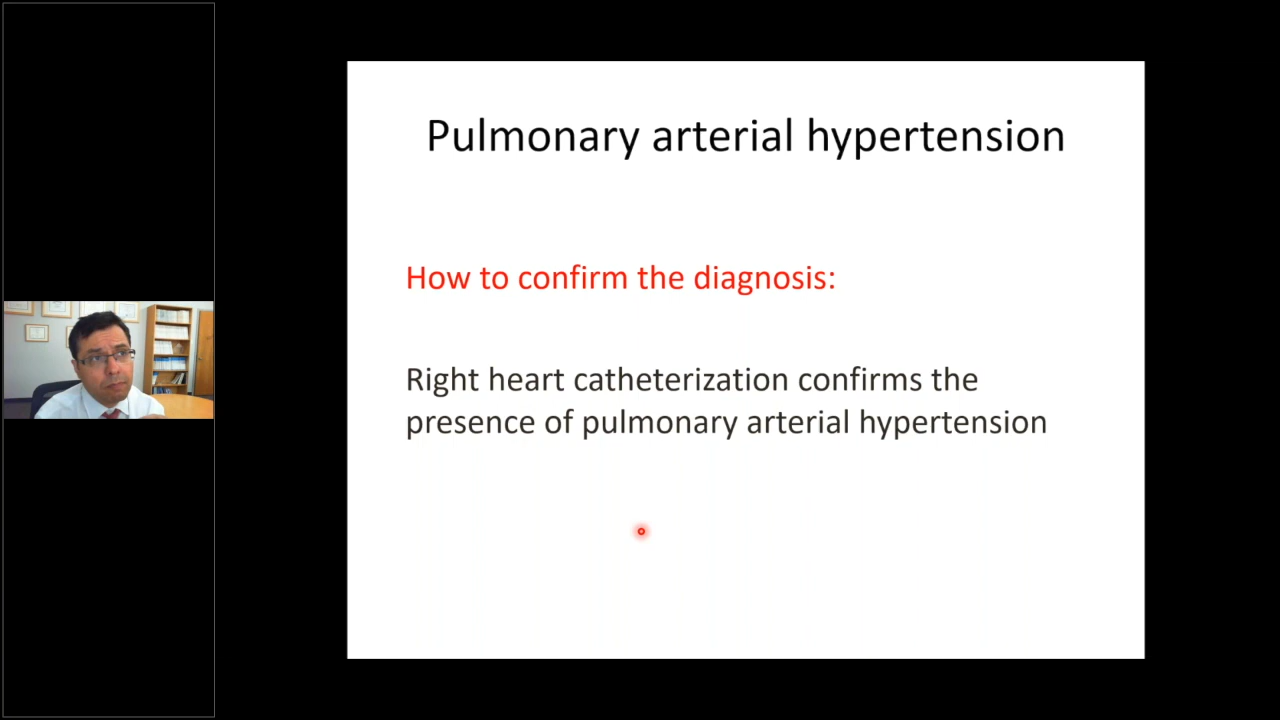 Pulmonary arterial hypertension
How to confirm the diagnosis:
Right heart catheterization confirms the
presence of pulmonary arterial hypertension